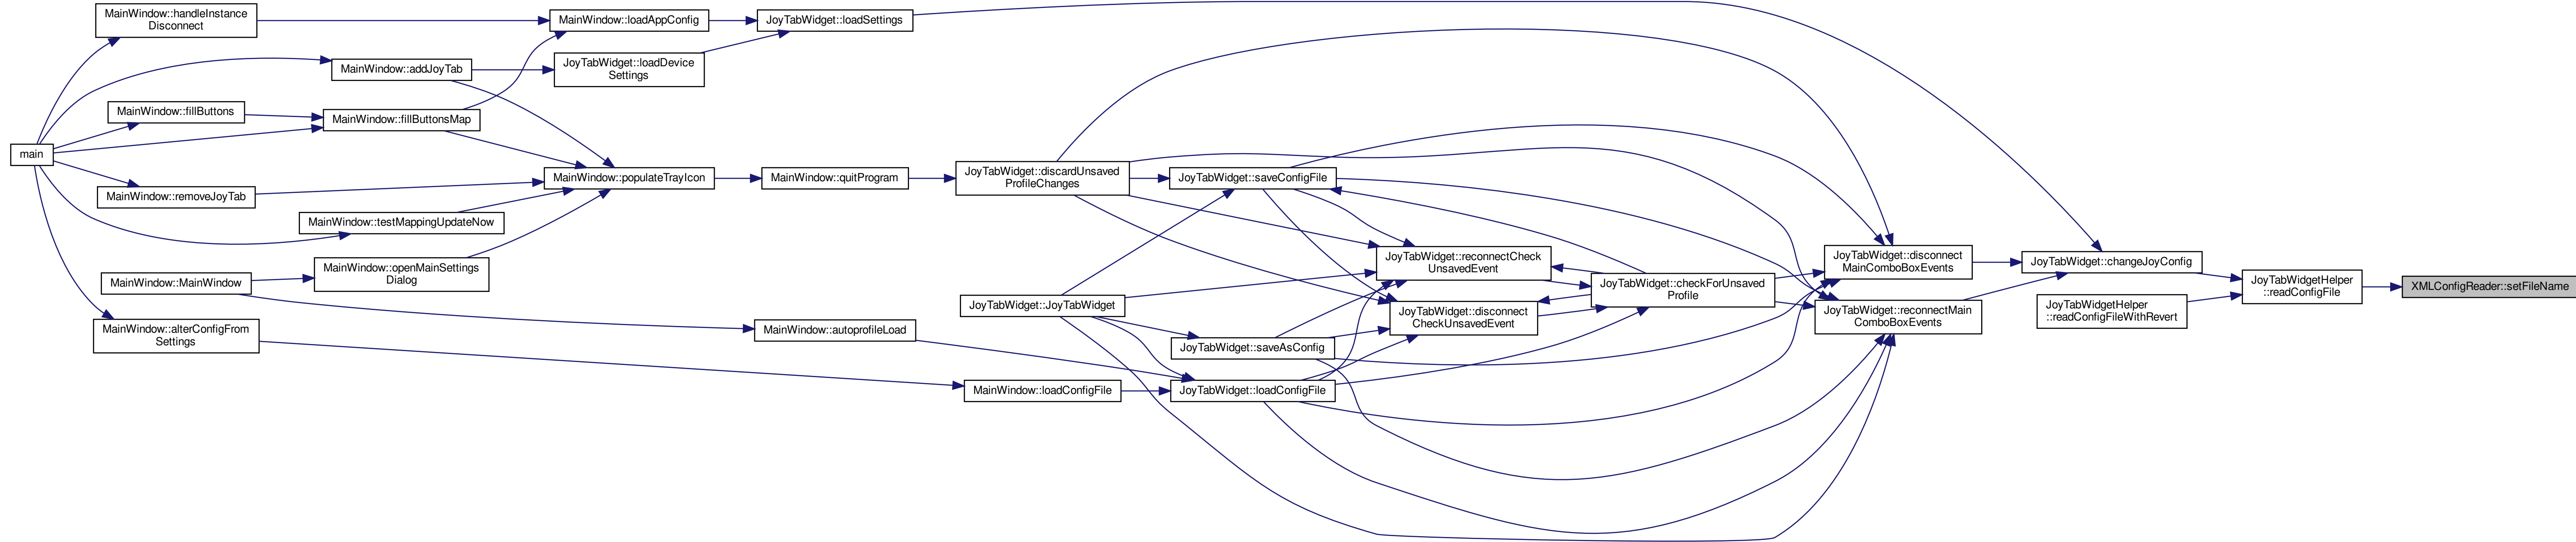 main
MainWindow::handleInstance
Disconnect
MainWindow::addJoyTab
MainWindow::fillButtons
MainWindow::fillButtonsMap
MainWindow::removeJoyTab
MainWindow::testMappingUpdateNow
MainWindow::MainWindow
MainWindow::openMainSettings
Dialog
MainWindow::alterConfigFrom
Settings
MainWindow::loadAppConfig
JoyTabWidget::loadDevice
Settings
MainWindow::populateTrayIcon
JoyTabWidget::loadSettings
MainWindow::quitProgram
MainWindow::autoprofileLoad
JoyTabWidget::discardUnsaved
ProfileChanges
JoyTabWidget::JoyTabWidget
MainWindow::loadConfigFile
JoyTabWidget::saveConfigFile
JoyTabWidget::saveAsConfig
JoyTabWidget::loadConfigFile
JoyTabWidget::reconnectCheck
UnsavedEvent
JoyTabWidget::disconnect
CheckUnsavedEvent
JoyTabWidget::checkForUnsaved
Profile
JoyTabWidget::disconnect
MainComboBoxEvents
JoyTabWidget::reconnectMain
ComboBoxEvents
JoyTabWidget::changeJoyConfig
JoyTabWidgetHelper
::readConfigFileWithRevert
JoyTabWidgetHelper
::readConfigFile
XMLConfigReader::setFileName